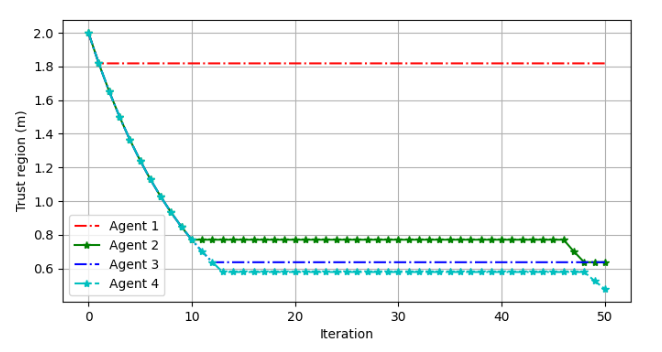 2.0
1.8
1.6
1.4
1.2
1.0
0.8
0.6
Trust region (m)
Agent 1
Agent 2
Agent 3
Agent 4
0 10 20 30 40 50
Iteration